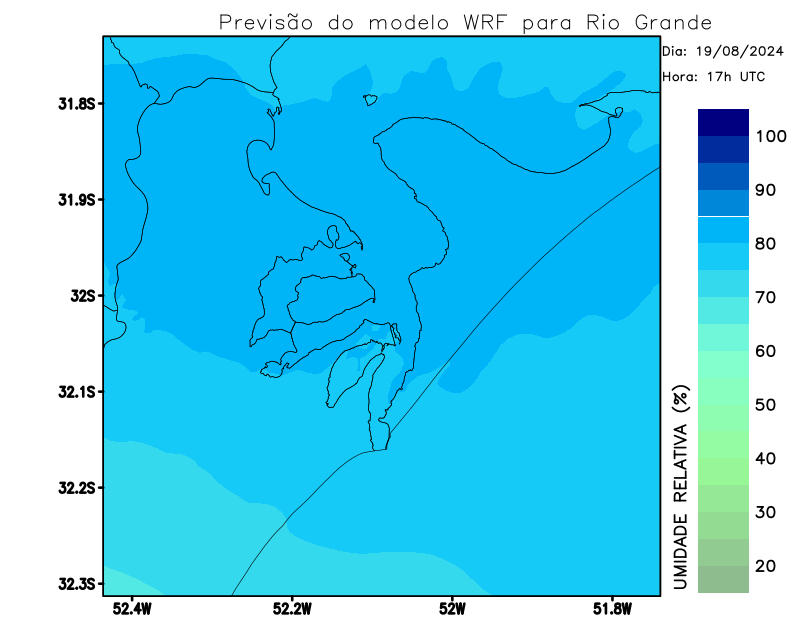 Previsão do modelo WRF para Rio Grande
Dia: 19/08/2024
Hora: 17h UTC
31.8S
31.9S
32S
32.1S
32.2S
32.3S
52.4W
52.2W
52W
51.8W
UMIDADE RELATIVA (%)
100
90
80
70
60
50
40
30
20